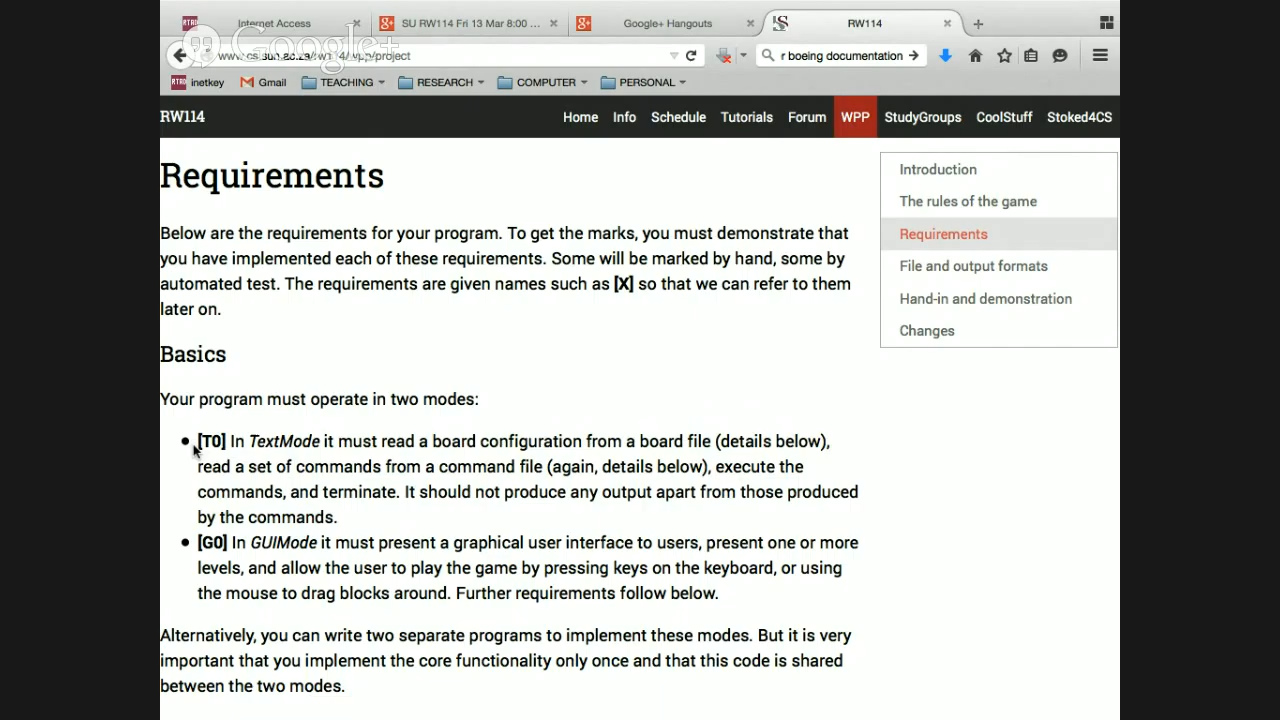 Internet Access
SU RW114 Fri 13 Mar 8:00 ...
Google+ Hangouts
RW114
Google+
/project
r boeing documentation
inetkey
Gmail
TEACHING
RESEARCH
COMPUTER
PERSONAL
RW114
Home
Info
Schedule
Tutorials
Forum
WPP
StudyGroups
CoolStuff
Stoked4CS
Requirements
Below are the requirements for your program. To get the marks, you must demonstrate that
you have implemented each of these requirements. Some will be marked by hand, some by
automated test. The requirements are given names such as [X] so that we can refer to them
later on.
Basics
Your program must operate in two modes:
[T0] In TextMode it must read a board configuration from a board file (details below),
read a set of commands from a command file (again, details below), execute the
commands, and terminate. It should not produce any output apart from those produced
by the commands.
[G0] In GUIMode it must present a graphical user interface to users, present one or more
levels, and allow the user to play the game by pressing keys on the keyboard, or using
the mouse to drag blocks around. Further requirements follow below.
Alternatively, you can write two separate programs to implement these modes. But it is very
important that you implement the core functionality only once and that this code is shared
between the two modes.
Introduction
The rules of the game
Requirements
File and output formats
Hand-in and demonstration
Changes